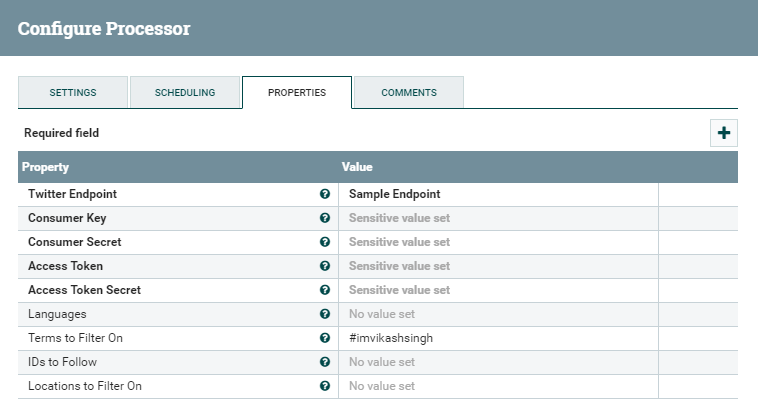 Configure Processor
SETTINGS SCHEDULING PROPERTIES COMMENTS
Required field
Property Value
Twitter Endpoint Sample Endpoint
Consumer Key Sensitive value set
Consumer Secret Sensitive value set
Access Token Sensitive value set
Access Token Secret Sensitive value set
Languages No value set
Terms to Filter On #imvikashsingh
IDs to Follow No value set
Locations to Filter On No value set